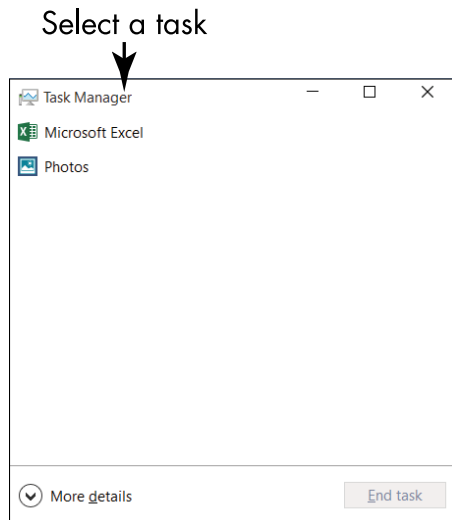 Select a task
Task Manager
Microsoft Excel
Photos
More details
End task